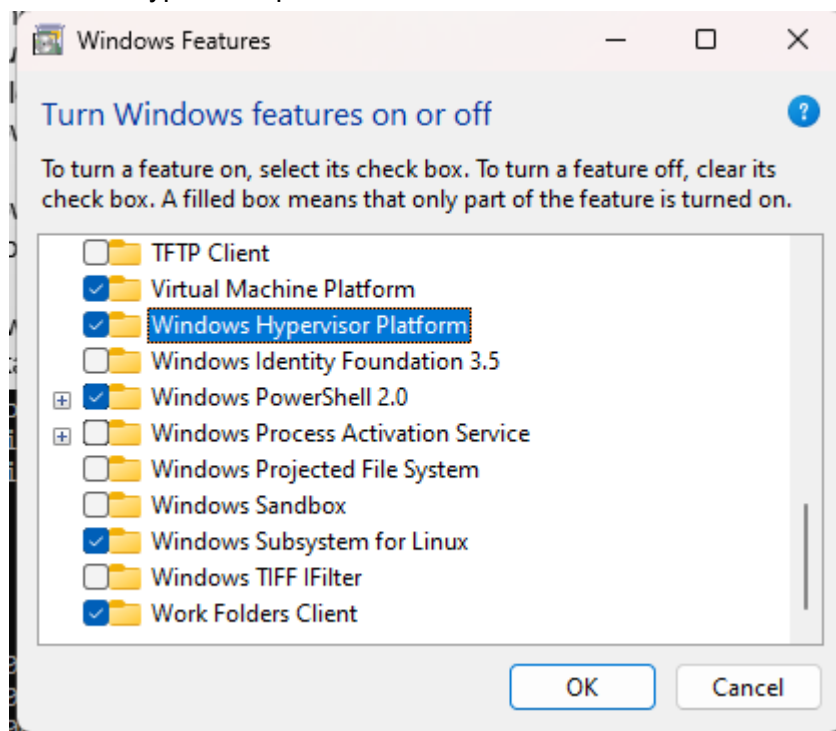 Windows Features
Turn Windows features on or off
To turn a feature on, select its check box. To turn a feature off, clear its
check box. A filled box means that only part of the feature is turned on.
TFTP Client
Virtual Machine Platform
Windows Hypervisor Platform
Windows Identity Foundation 3.5
Windows PowerShell 2.0
Windows Process Activation Service
Windows Projected File System
Windows Sandbox
Windows Subsystem for Linux
Windows TIFF IFilter
Work Folders Client
OK
Cancel